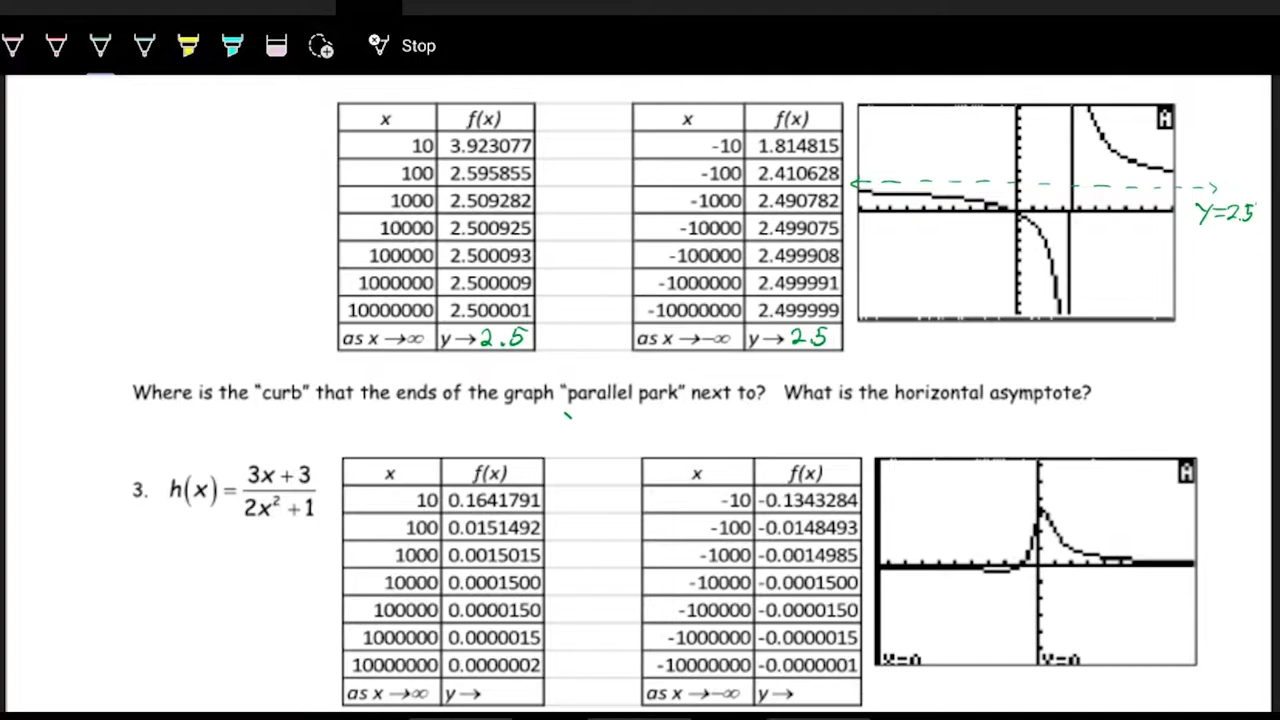 Stop
x f(x) x f(x)
10 3.923077 -10 1.814815
100 2.595855 -100 2.410628
1000 2.509282 -1000 2.490782
10000 2.500925 -10000 2.499075
100000 2.500093 -100000 2.499908
1000000 2.500009 -1000000 2.499991
10000000 2.500001 -10000000 2.499999
as x →∞ y → 2.5 as x →-∞ y → 2.5
Y=2.5
Where is the “curb” that the ends of the graph “parallel park” next to? What is the horizontal asymptote?
3. h(x) = (3x + 3)/(2x² + 1)
x f(x) x f(x)
10 0.1641791 -10 -0.1343284
100 0.0151492 -100 -0.0148493
1000 0.0015015 -1000 -0.0014985
10000 0.0001500 -10000 -0.0001500
100000 0.0000150 -100000 -0.0000150
1000000 0.0000015 -1000000 -0.0000015
10000000 0.0000002 -10000000 -0.0000001
as x →∞ y → as x →-∞ y →
X=0 Y=0